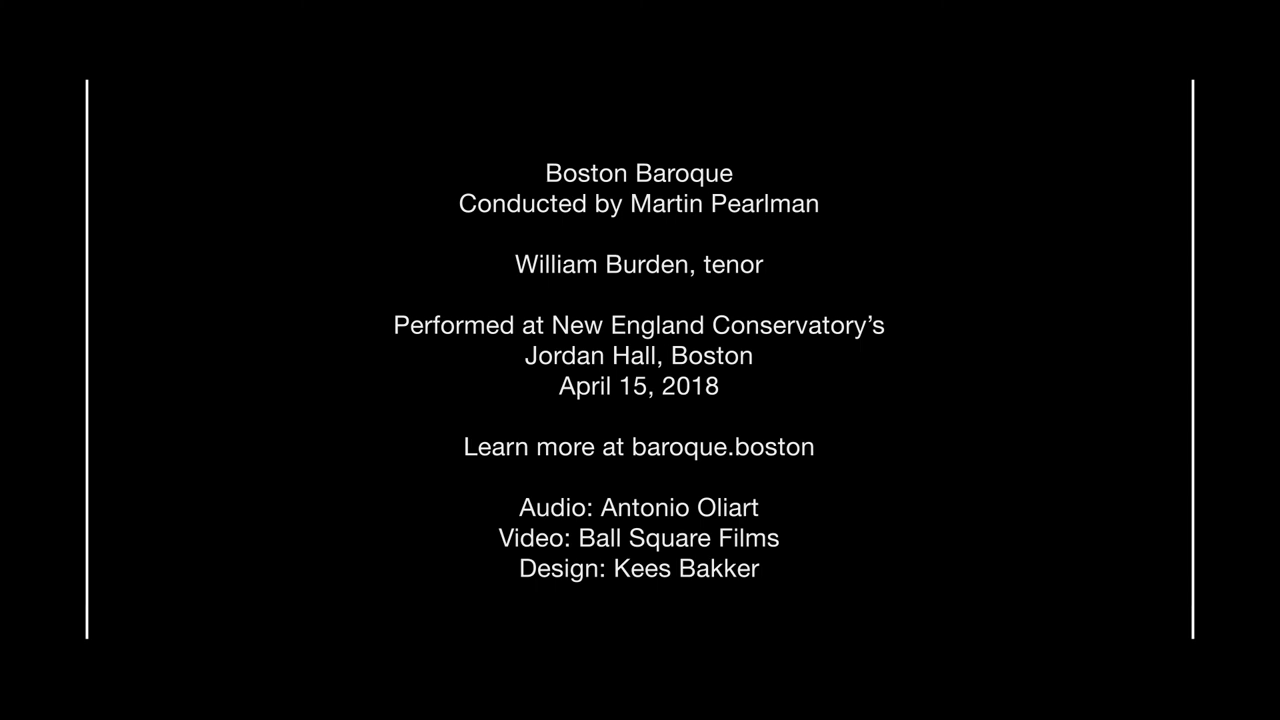 Boston Baroque
Conducted by Martin Pearlman
William Burden, tenor
Performed at New England Conservatory’s
Jordan Hall, Boston
April 15, 2018
Learn more at baroque.boston
Audio: Antonio Oliart
Video: Ball Square Films
Design: Kees Bakker